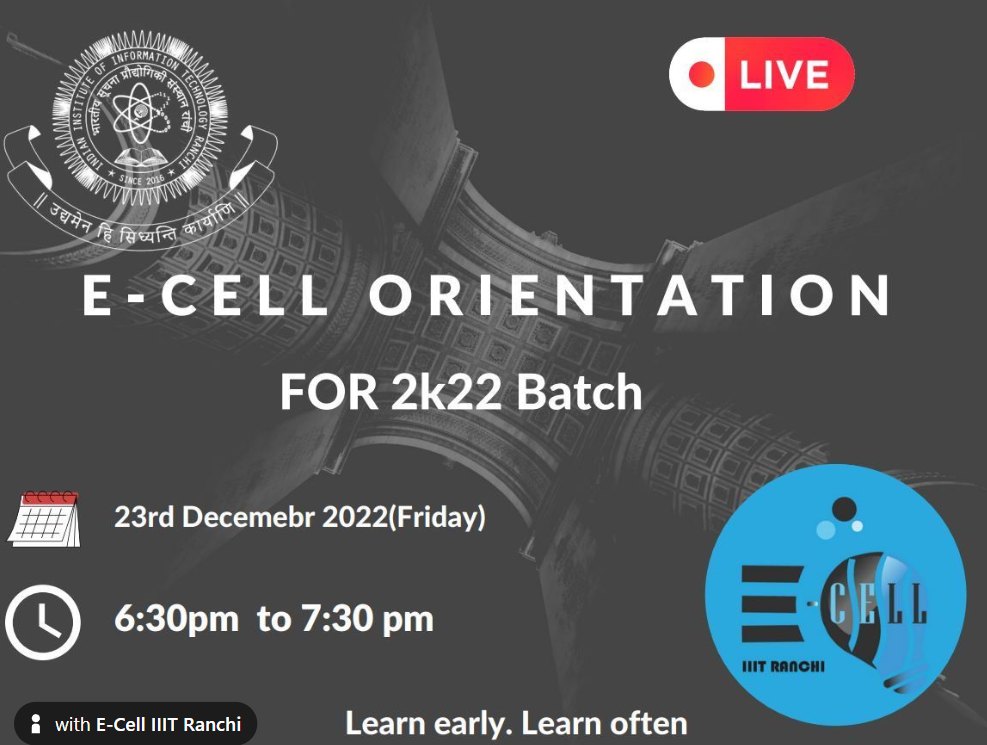 INDIAN INSTITUTE OF INFORMATION TECHNOLOGY RANCHI
भारतीय सूचना प्रौद्योगिकी संस्थान रांची
SINCE 2016
॥ उद्यमेन हि सिध्यन्ति कार्याणि ॥
LIVE
E-CELL ORIENTATION
FOR 2k22 Batch
23rd Decemebr 2022(Friday)
6:30pm to 7:30 pm
E-CELL
IIIT RANCHI
with E-Cell IIIT Ranchi
Learn early. Learn often